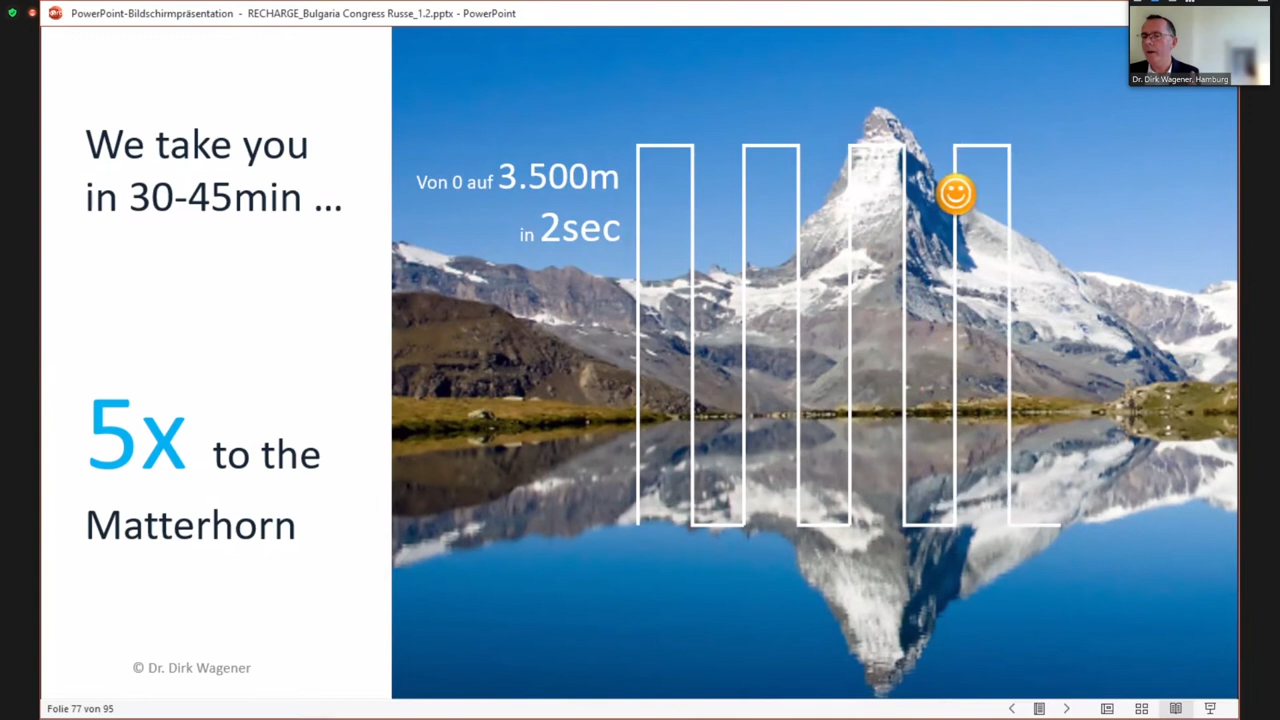 PowerPoint-Bildschirmpräsentation - RECHARGE_Bulgaria Congress Russe_1.2.pptx - PowerPoint
Dr. Dirk Wagener, Hamburg
We take you
in 30-45min ...
Von 0 auf 3.500m
in 2sec
5x to the
Matterhorn
© Dr. Dirk Wagener
Folie 77 von 95